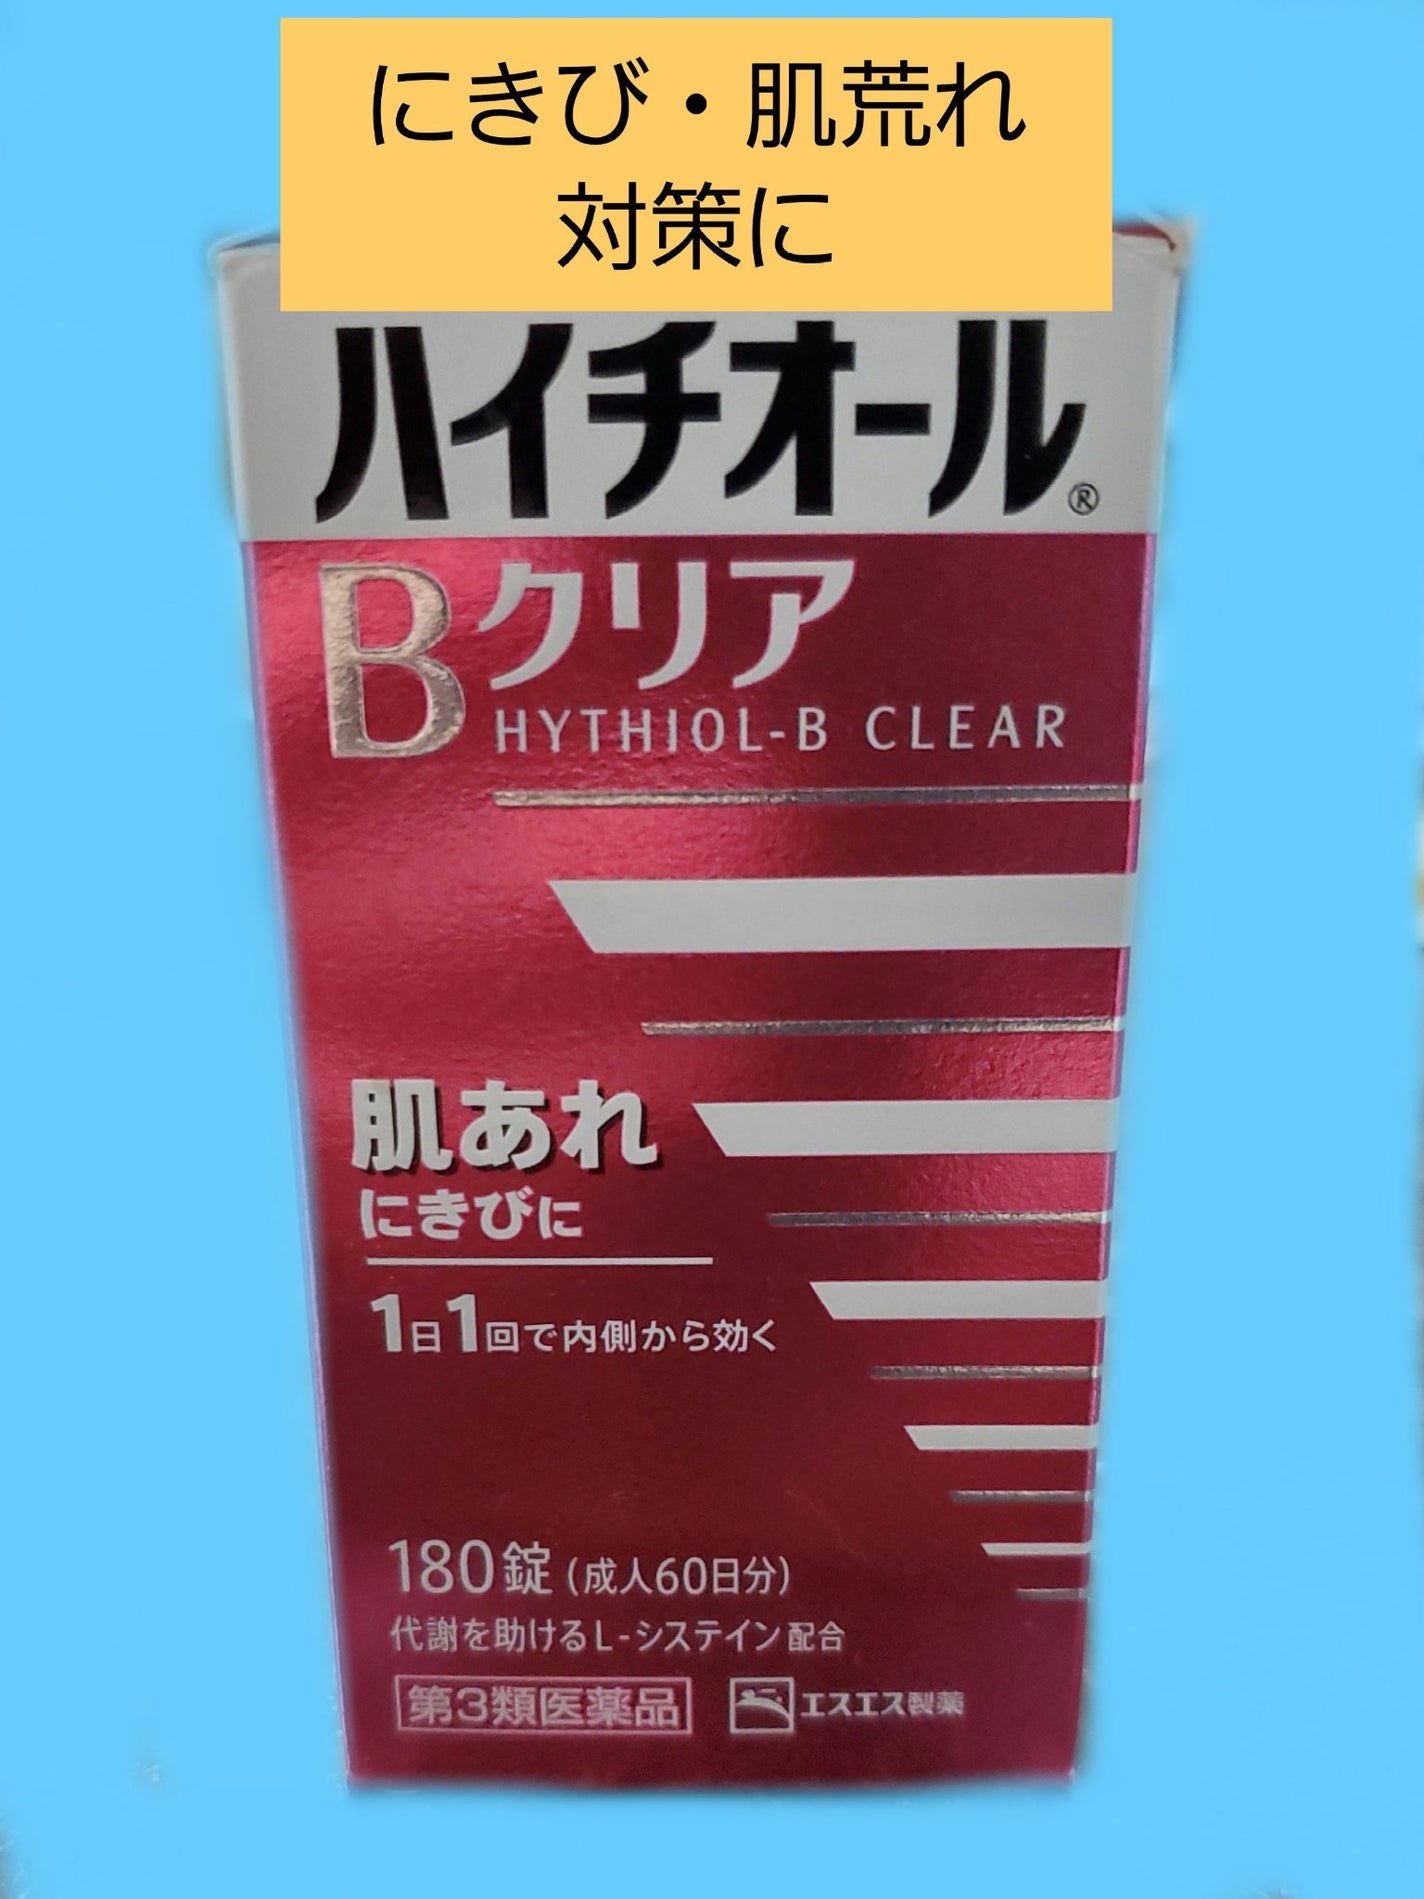 にきび・肌荒れ
対策に
ハイチオール®
Bクリア
HYTHIOL-B CLEAR
肌あれ
にきびに
1日1回で内側から効く
180錠(成人60日分)
代謝を助けるL-システイン配合
第3類医薬品 エスエス製薬